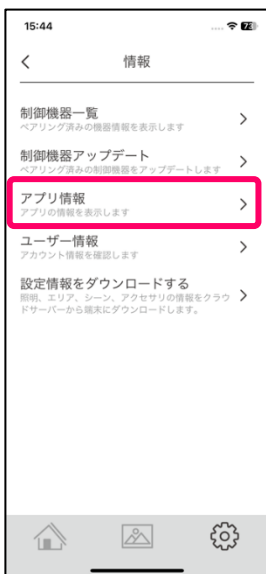 15:44
情報
制御機器一覧
ペアリング済みの機器情報を表示します
制御機器アップデート
ペアリング済みの制御機器をアップデートします
アプリ情報
アプリの情報を表示します
ユーザー情報
アカウント情報を確認します
設定情報をダウンロードする
照明、エリア、シーン、アクセサリの情報をクラウ
ドサーバーから端末にダウンロードします。